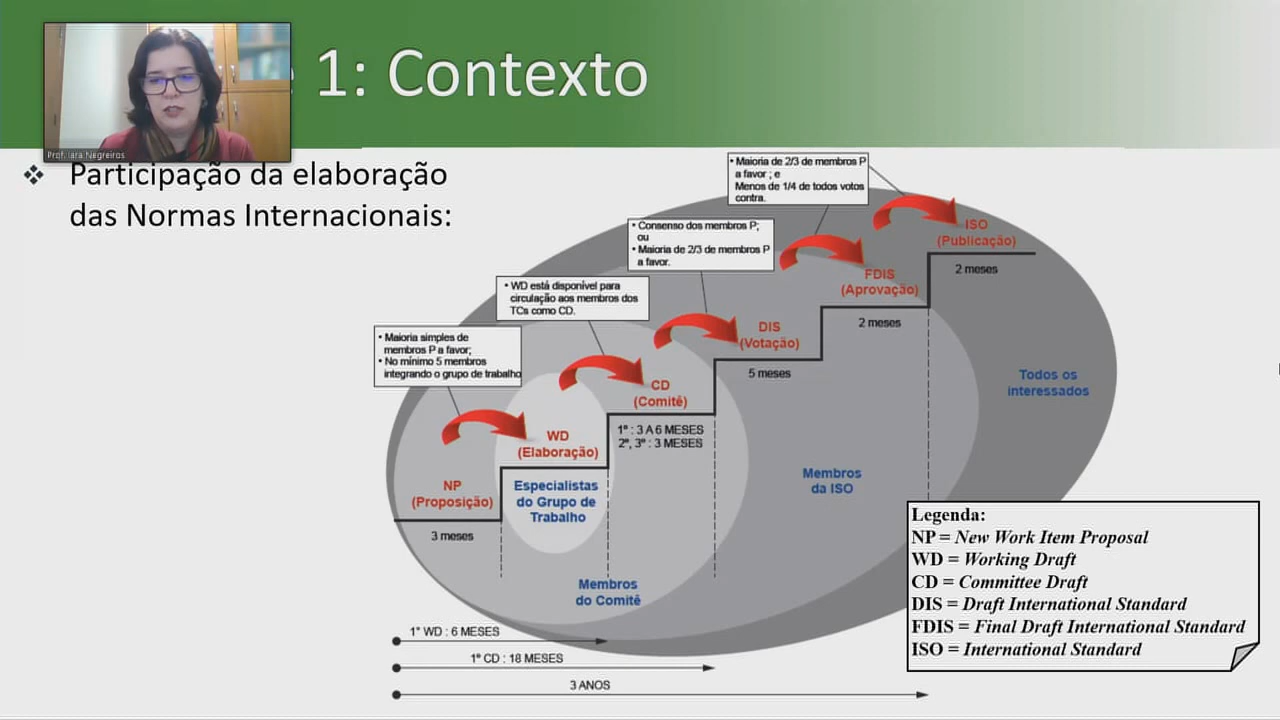 1: Contexto
Prof. Iara Negreiros
❖ Participação da elaboração
das Normas Internacionais:
• Maioria de 2/3 de membros P
a favor ; e
Menos de 1/4 de todos votos
contra.
• Consenso dos membros P;
ou
• Maioria de 2/3 de membros P
a favor.
• WD está disponível para
circulação aos membros dos
TCs como CD.
• Maioria simples de
membros P a favor;
• No mínimo 5 membros
integrando o grupo de trabalho
ISO
(Publicação)
2 meses
FDIS
(Aprovação)
2 meses
DIS
(Votação)
5 meses
CD
(Comitê)
1º : 3 A 6 MESES
2º, 3º : 3 MESES
WD
(Elaboração)
Especialistas
do Grupo de
Trabalho
NP
(Proposição)
3 meses
Membros
do Comitê
Membros
da ISO
Todos os
interessados
1° WD : 6 MESES
1° CD : 18 MESES
3 ANOS
Legenda:
NP = New Work Item Proposal
WD = Working Draft
CD = Committee Draft
DIS = Draft International Standard
FDIS = Final Draft International Standard
ISO = International Standard